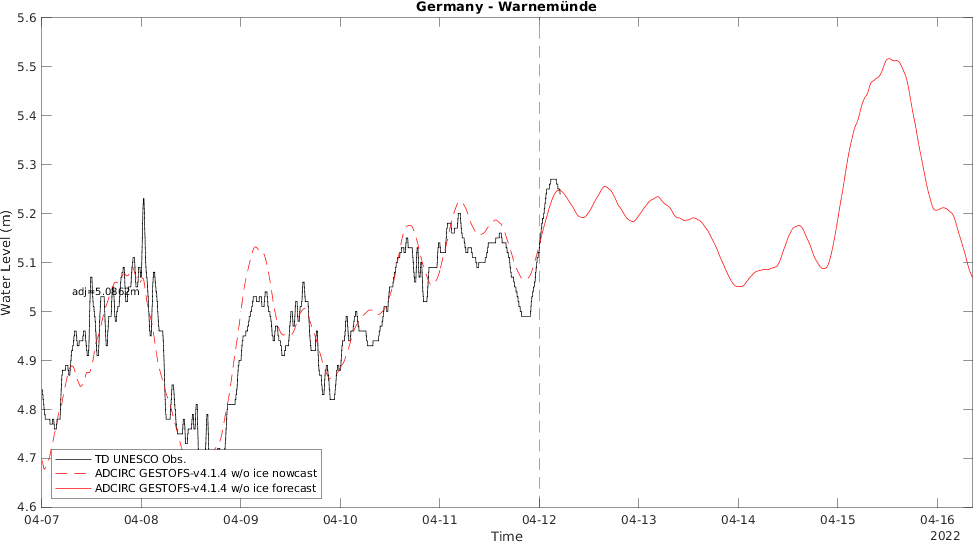 Germany - Warnemünde
5.6
5.5
5.4
5.3
5.2
5.1
5
4.9
4.8
4.7
4.6
Water Level (m)
adj=5.0862m
TD UNESCO Obs.
ADCIRC GESTOFS-v4.1.4 w/o ice nowcast
ADCIRC GESTOFS-v4.1.4 w/o ice forecast
04-07 04-08 04-09 04-10 04-11 04-12 04-13 04-14 04-15 04-16
Time
2022